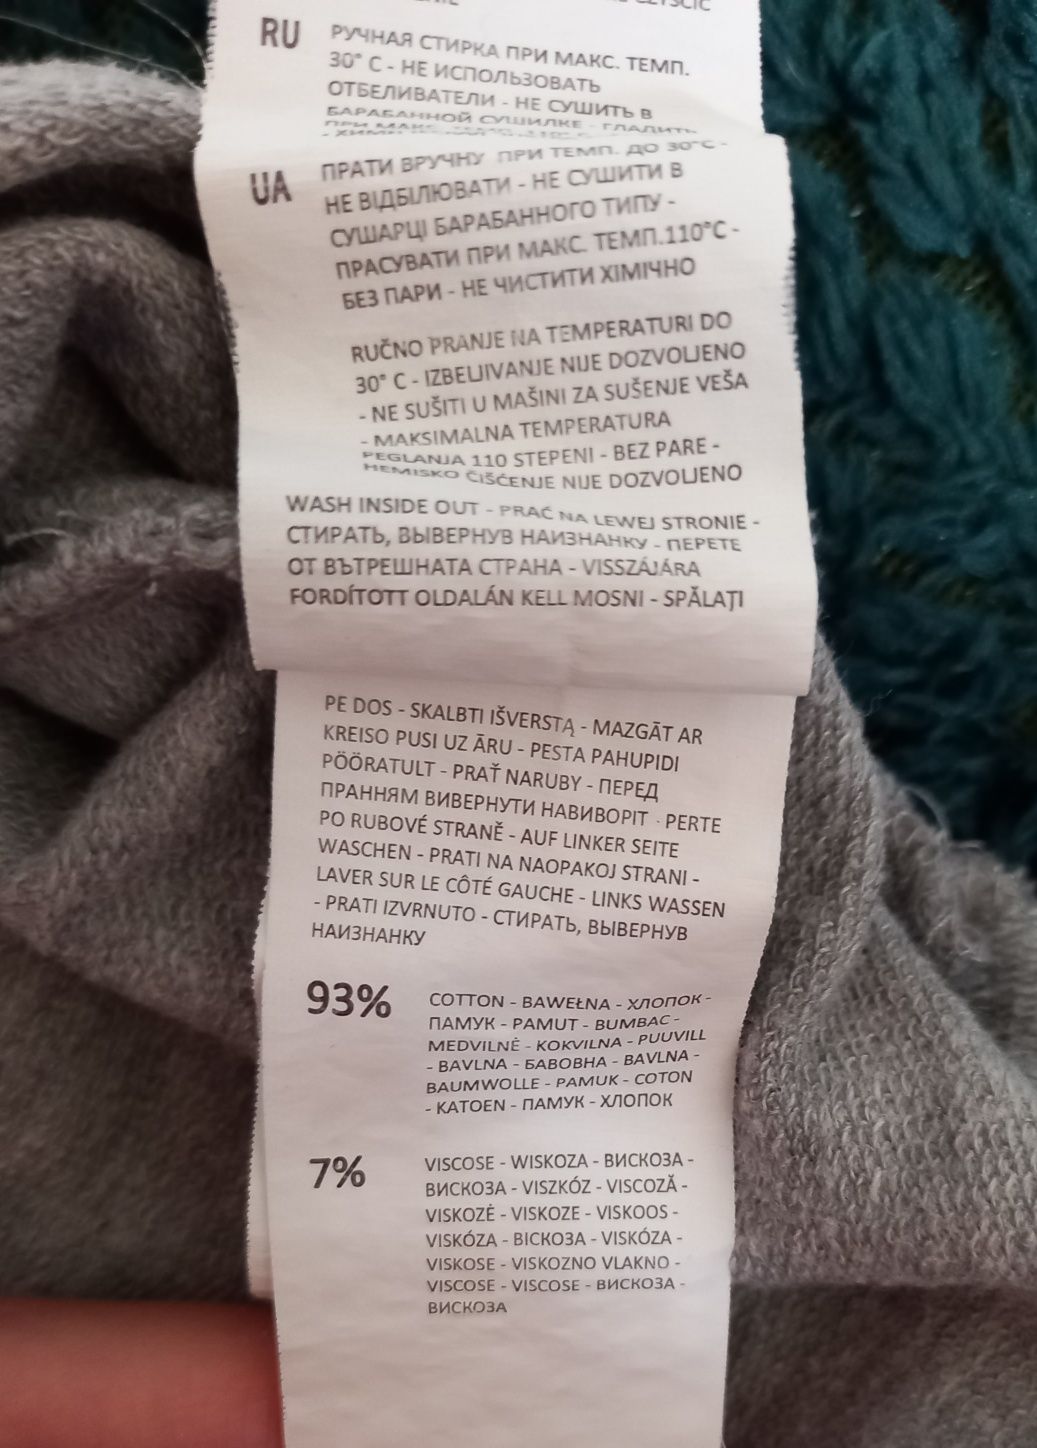 RU РУЧНАЯ СТИРКА ПРИ МАКС. ТЕМП.
30° С - НЕ ИСПОЛЬЗОВАТЬ
ОТБЕЛИВАТЕЛИ - НЕ СУШИТЬ В
БАРАБАННОЙ СУШИЛКЕ - ГЛАДИТЬ
ПРИ МАКС.
UA ПРАТИ ВРУЧНУ ПРИ ТЕМП. ДО 30°C -
НЕ ВІДБІЛЮВАТИ - НЕ СУШИТИ В
СУШАРЦІ БАРАБАННОГО ТИПУ -
ПРАСУВАТИ ПРИ МАКС. ТЕМП.110°C -
БЕЗ ПАРИ - НЕ ЧИСТИТИ ХІМІЧНО
RUČNO PRANJE NA TEMPERATURI DO
30° C - IZBELJIVANJE NIJE DOZVOLJENO
- NE SUŠITI U MAŠINI ZA SUŠENJE VEŠA
- MAKSIMALNA TEMPERATURA
PEGLANJA 110 STEPENI - BEZ PARE -
HEMISKO ČIŠĆENJE NIJE DOZVOLJENO
WASH INSIDE OUT - PRAĆ NA LEWEJ STRONIE -
СТИРАТЬ, ВЫВЕРНУВ НАИЗНАНКУ - ПЕРЕТЕ
ОТ ВЪТРЕШНАТА СТРАНА - VISSZÁJÁRA
FORDÍTOTT OLDALÁN KELL MOSNI - SPĂLAȚI
PE DOS - SKALBTI IŠVERSTĄ - MAZGĀT AR
KREISO PUSI UZ ĀRU - PESTA PAHUPIDI
PÖÖRATULT - PRAŤ NARUBY - ПЕРЕД
ПРАННЯМ ВИВЕРНУТИ НАВИВОРІТ - PERTE
PO RUBOVÉ STRANĚ - AUF LINKER SEITE
WASCHEN - PRATI NA NAOPAKOJ STRANI -
LAVER SUR LE CÔTÉ GAUCHE - LINKS WASSEN
- PRATI IZVRNUTO - СТИРАТЬ, ВЫВЕРНУВ
НАИЗНАНКУ
93% COTTON - BAWEŁNA - ХЛОПОК -
ПАМУК - PAMUT - BUMBAC -
MEDVILNĖ - KOKVILNA - PUUVILL
- BAVLNA - БАВОВНА - BAVLNA -
BAUMWOLLE - PAMUK - COTON
- KATOEN - ПАМУК - ХЛОПОК
7% VISCOSE - WISKOZA - ВИСКОЗА -
ВИСКОЗА - VISZKÓZ - VISCOZĂ -
VISKOZĖ - VISKOZE - VISKOOS -
VISKÓZA - ВІСКОЗА - VISKÓZA -
VISKOSE - VISKOZNO VLAKNO -
VISCOSE - VISCOSE - ВИСКОЗА -
ВИСКОЗА